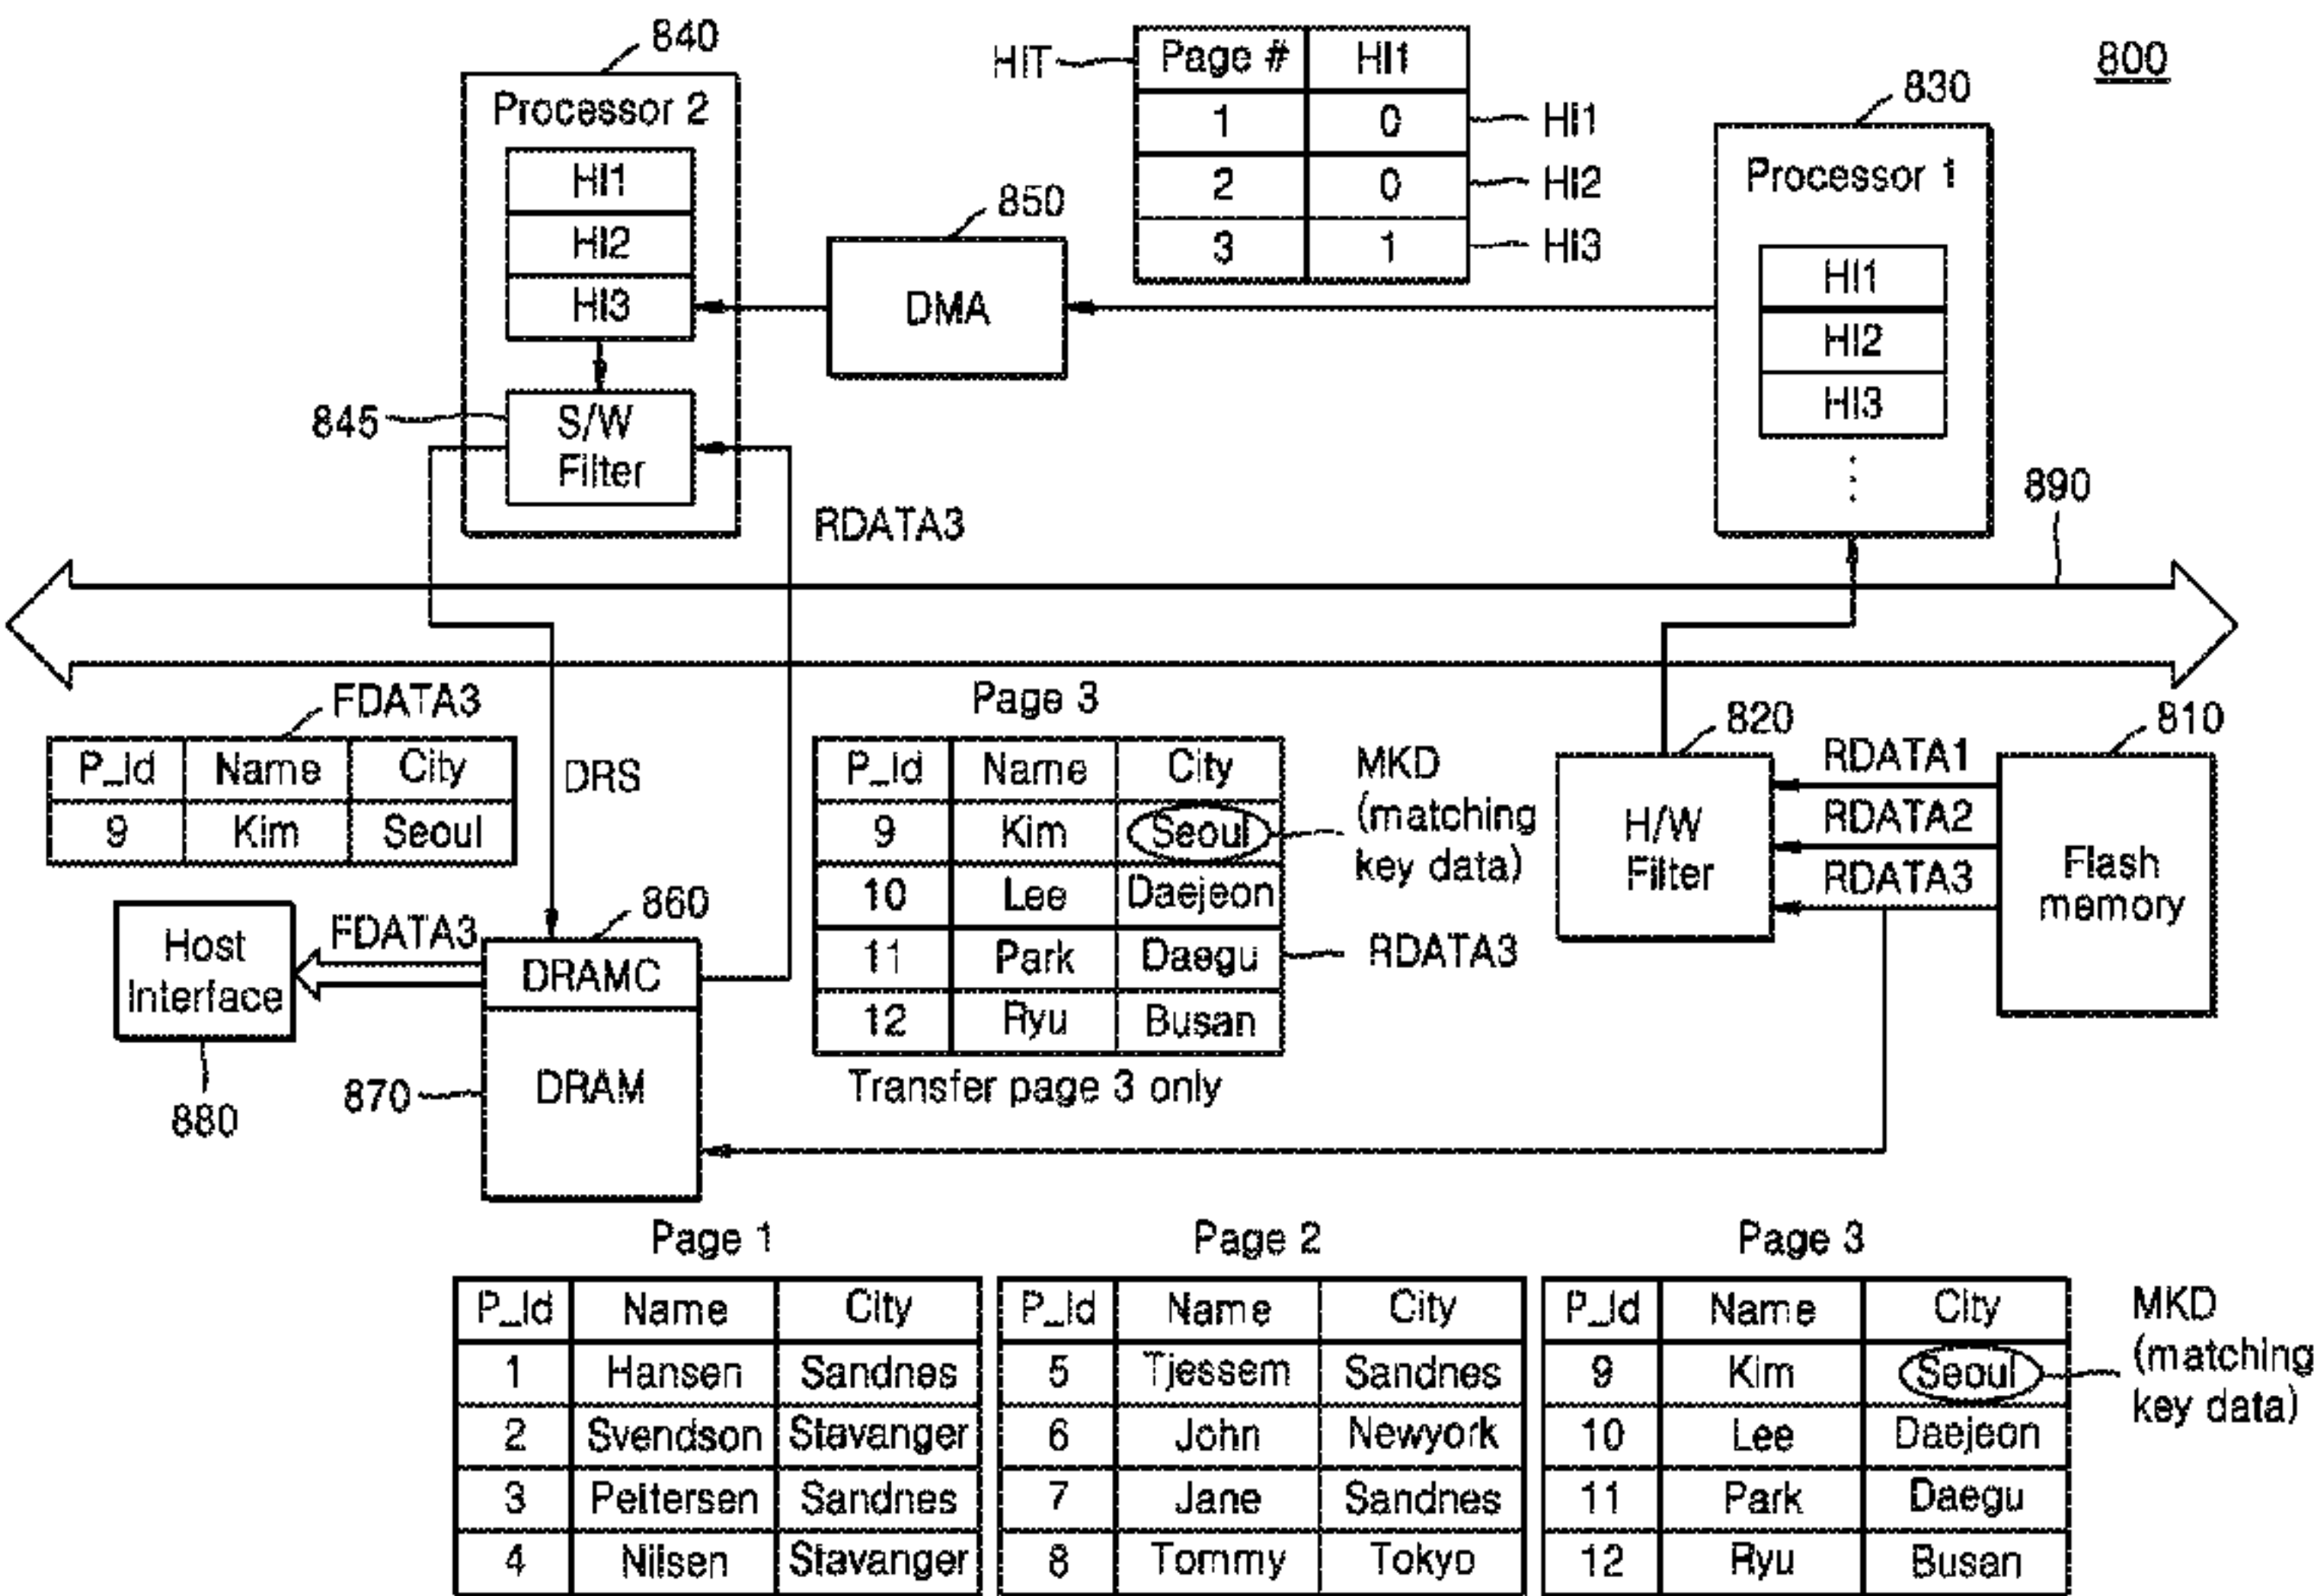 800
840
Processor 2
HI1
HI2
HI3
845
S/W
Filter
850
DMA
HIT
Page # HI1
1 0
2 0
3 1
HI1
HI2
HI3
830
Processor 1
HI1
HI2
HI3
890
RDATA3
FDATA3
P_Id Name City
9 Kim Seoul
DRS
Page 3
P_Id Name City
9 Kim Seoul
10 Lee Daejeon
11 Park Daegu
12 Ryu Busan
MKD
(matching
key data)
RDATA3
Transfer page 3 only
820
H/W
Filter
RDATA1
RDATA2
RDATA3
810
Flash
memory
Host
Interface
880
FDATA3
860
DRAMC
870
DRAM
Page 1
P_Id Name City
1 Hansen Sandnes
2 Svendson Stavanger
3 Peitersen Sandnes
4 Nilsen Stavanger
Page 2
P_Id Name City
5 Tjessem Sandnes
6 John Newyork
7 Jane Sandnes
8 Tommy Tokyo
Page 3
P_Id Name City
9 Kim Seoul
10 Lee Daejeon
11 Park Daegu
12 Ryu Busan
MKD
(matching
key data)